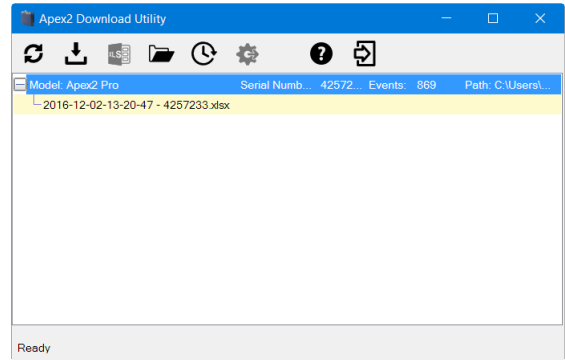 Apex2 Download Utility
XLS
Model: Apex2 Pro Serial Numb... 42572... Events: 869 Path: C:\Users\...
2016-12-02-13-20-47 - 4257233.xlsx
Ready